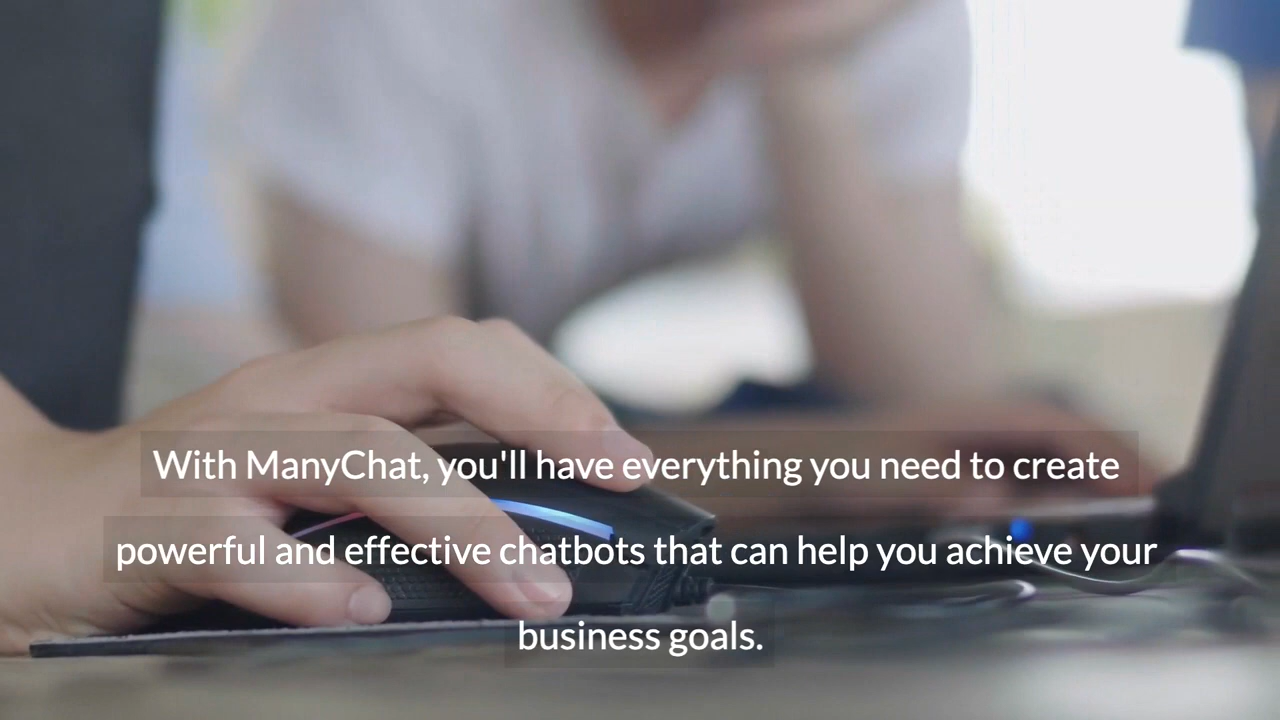 With ManyChat, you'll have everything you need to create
powerful and effective chatbots that can help you achieve your
business goals.